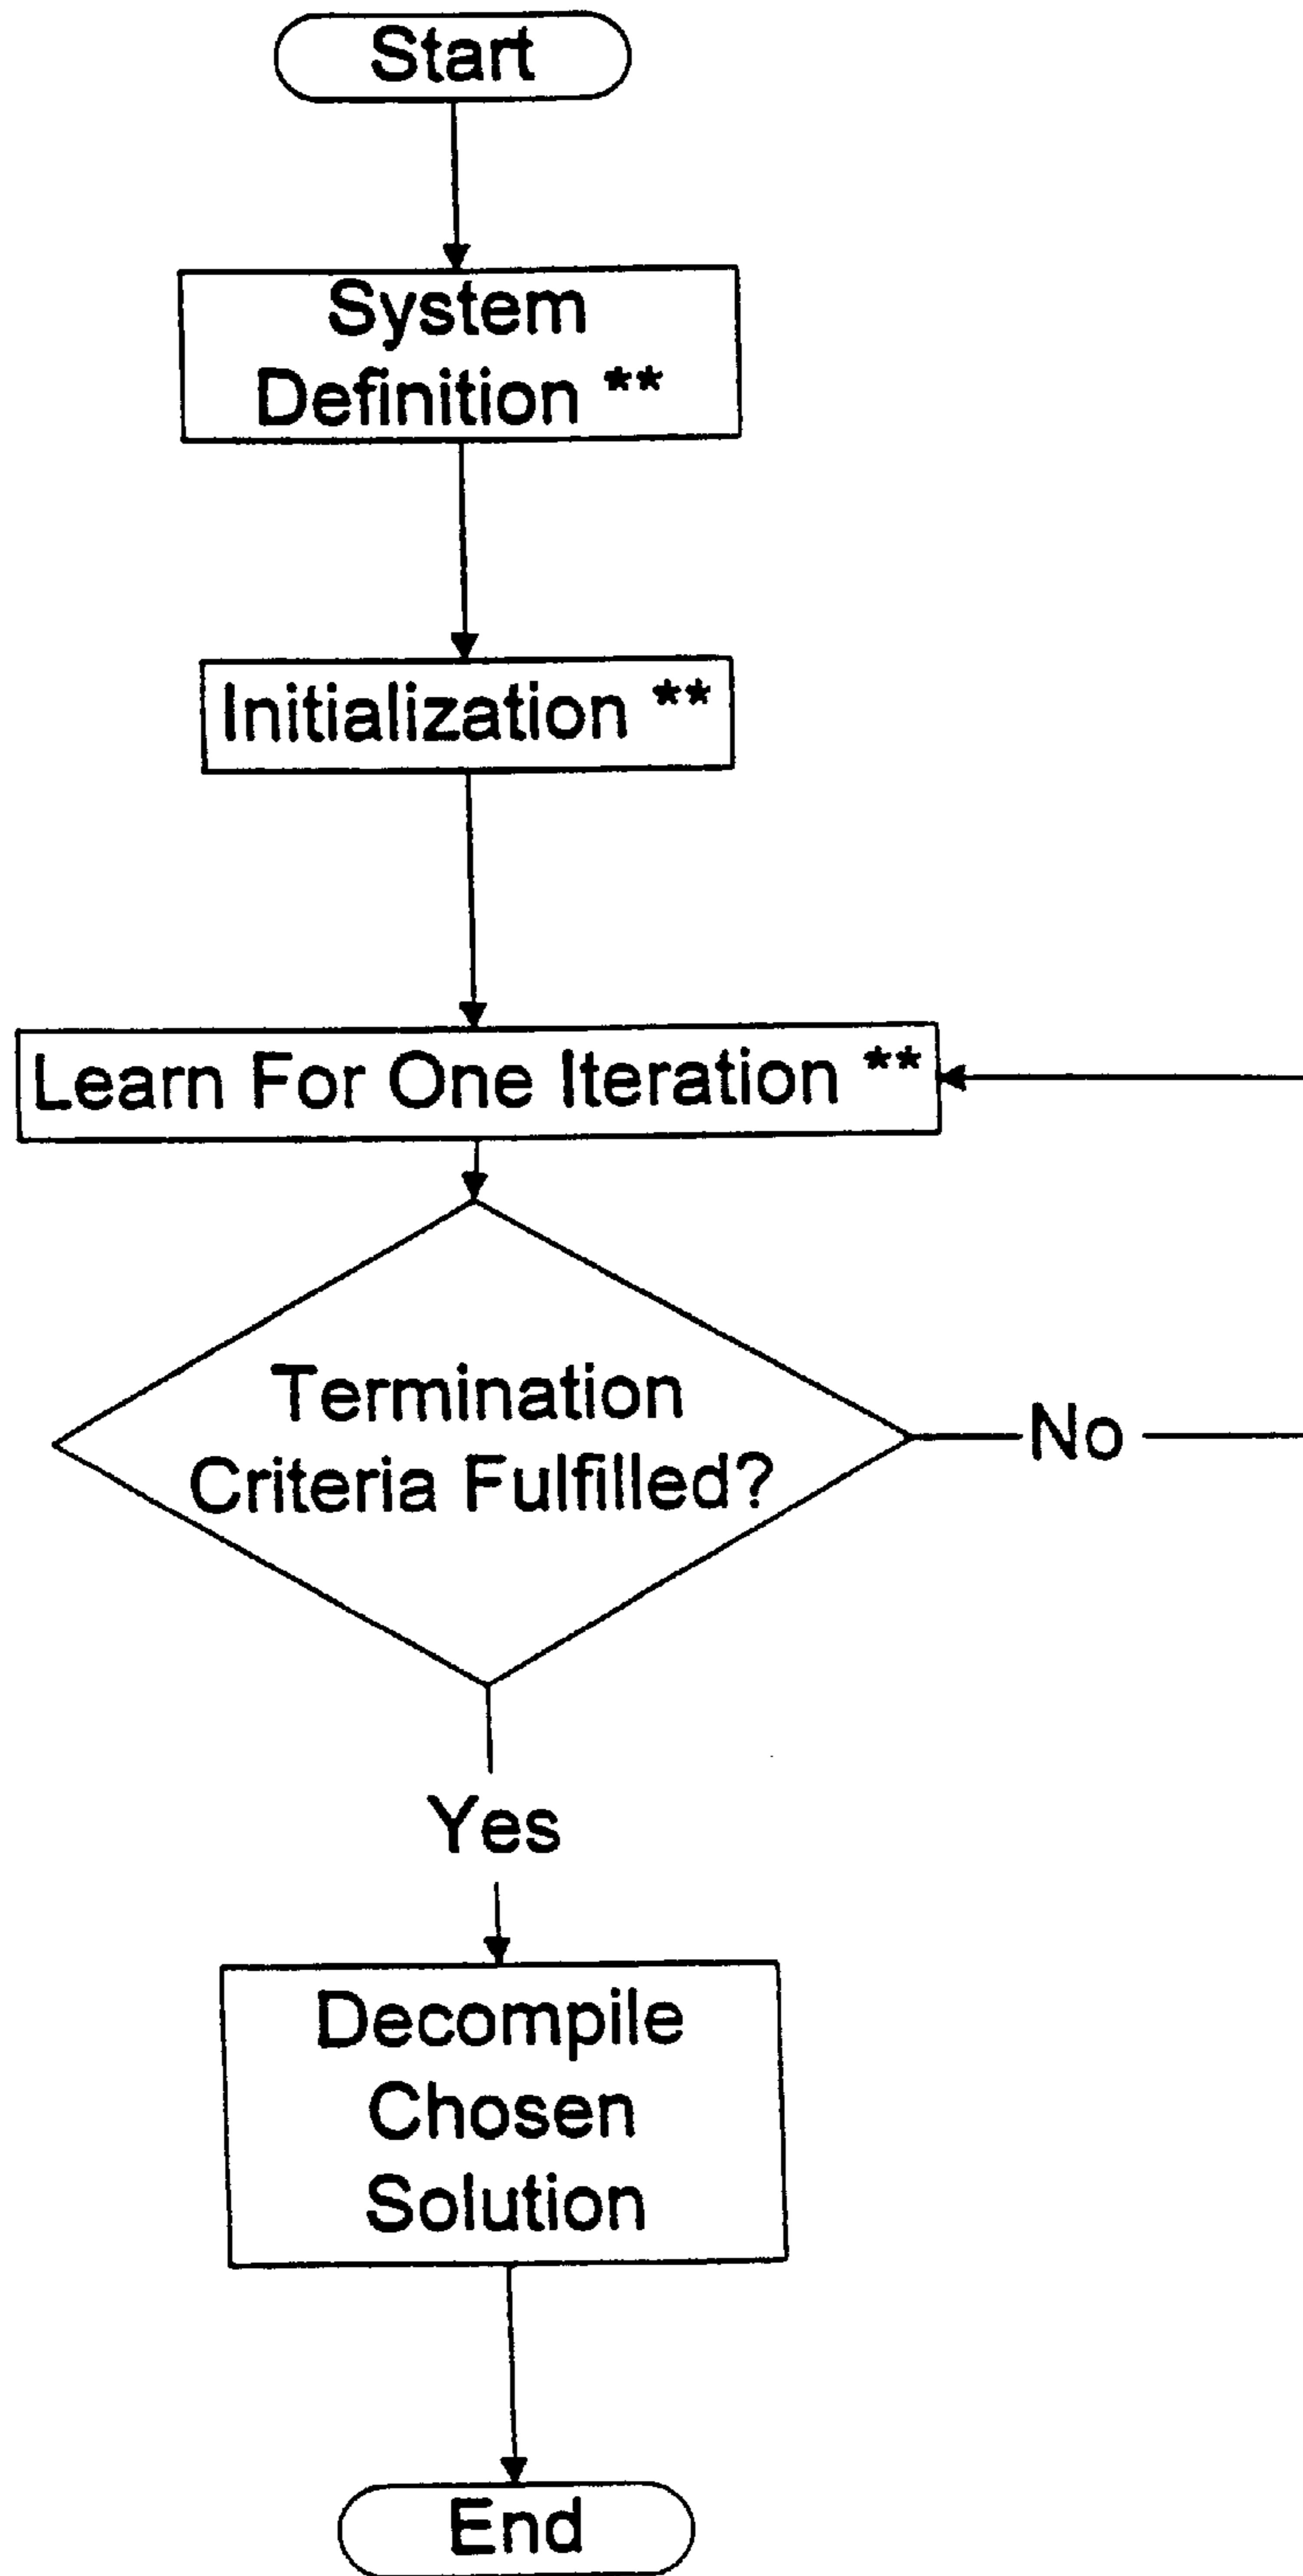 Start
System
Definition **
Initialization **
Learn For One Iteration **
Termination
Criteria Fulfilled?
No
Yes
Decompile
Chosen
Solution
End